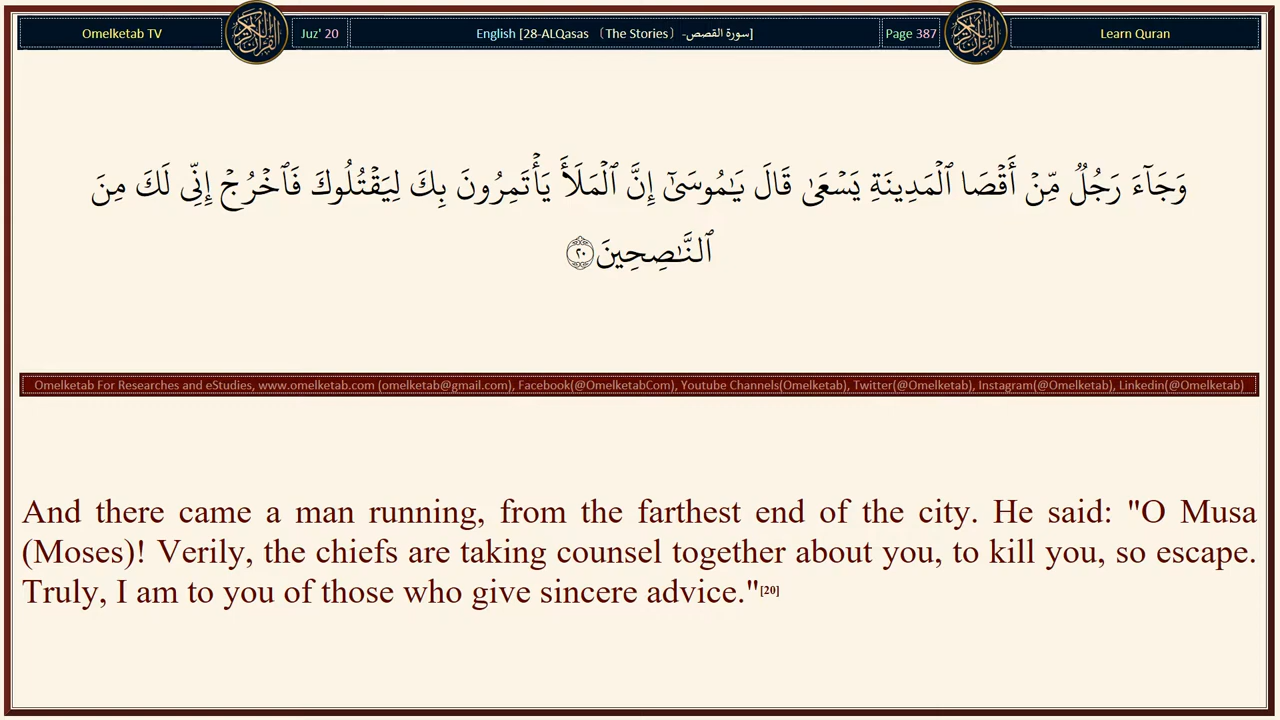 Omelketab TV
Juz' 20
English [28-ALQasas (The Stories) -سورة القصص]
Page 387
Learn Quran
وَجَآءَ رَجُلٌ مِّنْ أَقْصَا ٱلْمَدِينَةِ يَسْعَىٰ قَالَ يَـٰمُوسَىٰٓ إِنَّ ٱلْمَلَأَ يَأْتَمِرُونَ بِكَ لِيَقْتُلُوكَ فَٱخْرُجْ إِنِّى لَكَ مِنَ
ٱلنَّـٰصِحِينَ ٢٠
Omelketab For Researches and eStudies, www.omelketab.com (omelketab@gmail.com), Facebook(@OmelketabCom), Youtube Channels(Omelketab), Twitter(@Omelketab), Instagram(@Omelketab), Linkedin(@Omelketab)
And there came a man running, from the farthest end of the city. He said: "O Musa
(Moses)! Verily, the chiefs are taking counsel together about you, to kill you, so escape.
Truly, I am to you of those who give sincere advice."[20]